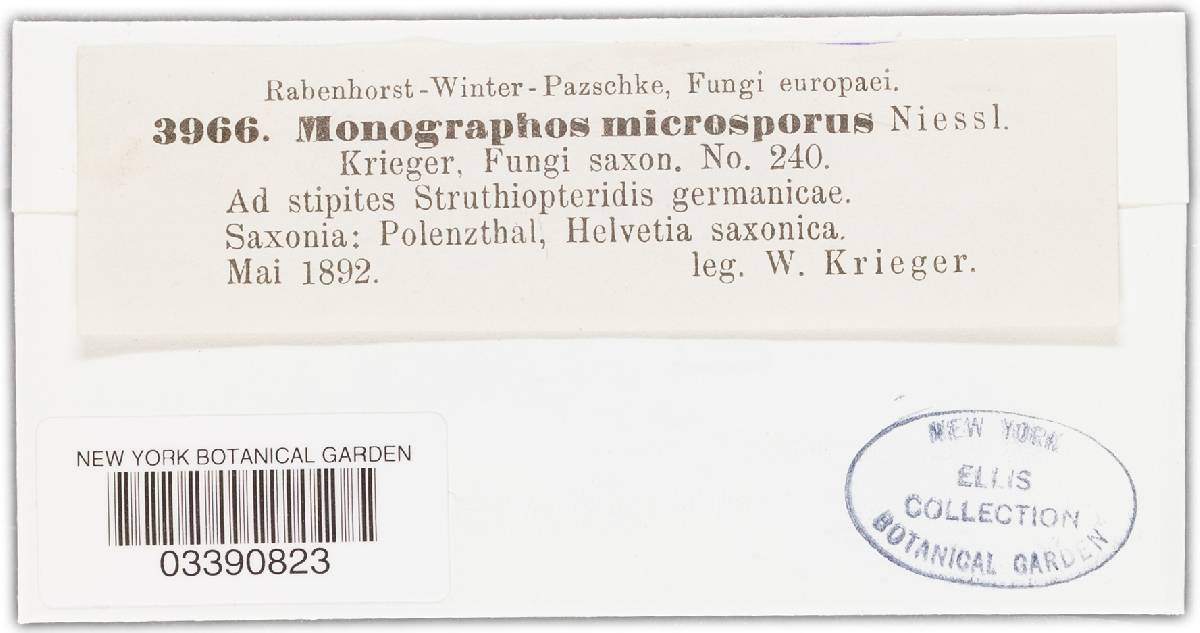 Rabenhorst-Winter-Pazschke, Fungi europaei.
3966. Monographos microsporus Niessl.
Krieger, Fungi saxon. No. 240.
Ad stipites Struthiopteridis germanicae.
Saxonia: Polenzthal, Helvetia saxonica.
Mai 1892. leg. W. Krieger.
NEW YORK BOTANICAL GARDEN
03390823
NEW YORK
ELLIS
COLLECTION
BOTANICAL GARDEN